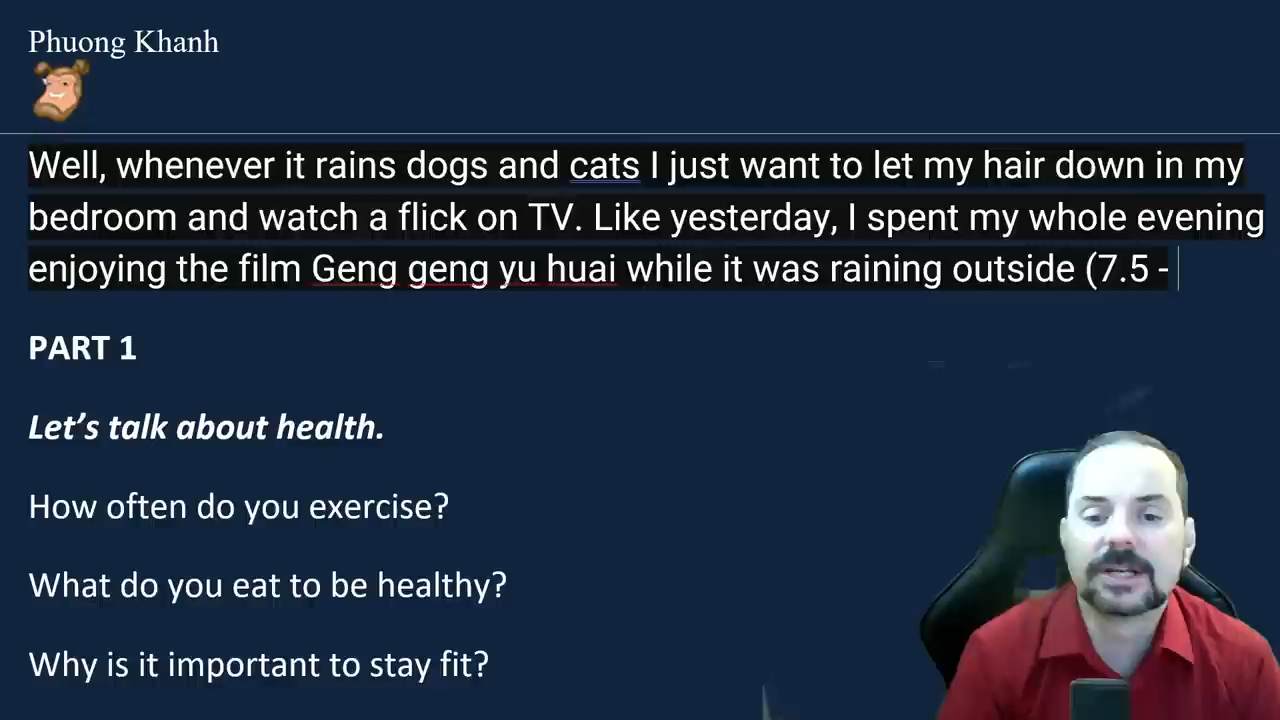 Phuong Khanh
Well, whenever it rains dogs and cats I just want to let my hair down in my
bedroom and watch a flick on TV. Like yesterday, I spent my whole evening
enjoying the film Geng geng yu huai while it was raining outside (7.5 -
PART 1
Let’s talk about health.
How often do you exercise?
What do you eat to be healthy?
Why is it important to stay fit?